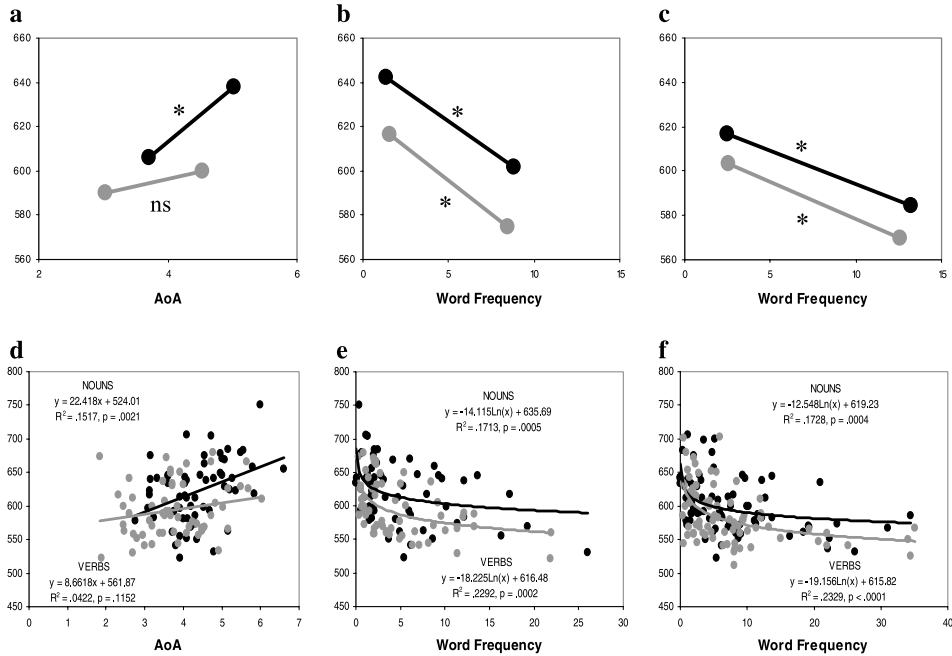 a
660
640
620
600
580
560
2
4
6
AoA
*
ns
b
0
5
10
15
Word Frequency
*
*
c
660
640
620
600
580
560
0
5
10
15
Word Frequency
*
*
d
800
750
700
650
600
550
500
450
0
1
2
3
4
5
6
7
AoA
NOUNS
y = 22.418x + 524.01
R² = .1517, p = .0021
VERBS
y = 8,6618x + 561,87
R² = .0422, p = .1152
e
800
750
700
650
600
550
500
450
0
5
10
15
20
25
30
Word Frequency
NOUNS
y = -14.115Ln(x) + 635.69
R² = .1713, p = .0005
VERBS
y = -18.225Ln(x) + 616.48
R² = .2292, p = .0002
f
800
750
700
650
600
550
500
450
0
10
20
30
40
Word Frequency
NOUNS
y = -12.548Ln(x) + 619.23
R² = .1728, p = .0004
VERBS
y = -19.156Ln(x) + 615.82
R² = .2329, p <.0001